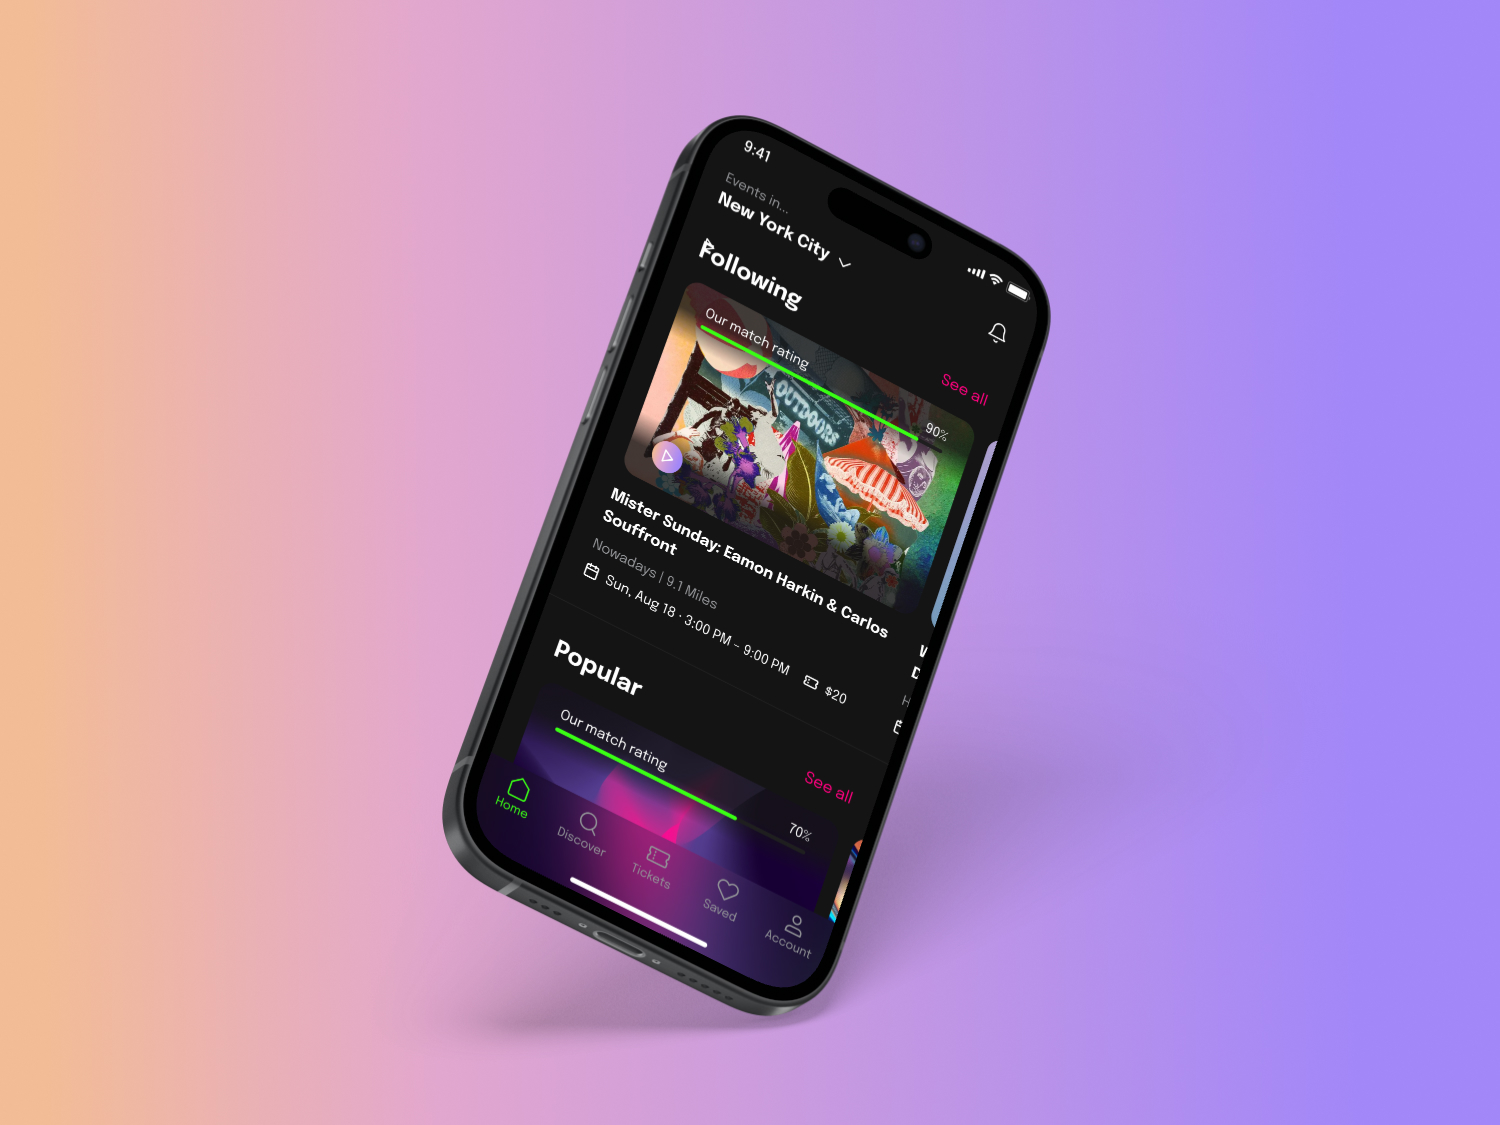 9:41
Events in...
New York City
Following
See all
Our match rating
90%
OUTDOORS
Mister Sunday: Eamon Harkin & Carlos
Souffront
Nowadays | 9.1 Miles
Sun, Aug 18 · 3:00 PM – 9:00 PM
$20
Popular
See all
Our match rating
70%
Home
Discover
Tickets
Saved
Account